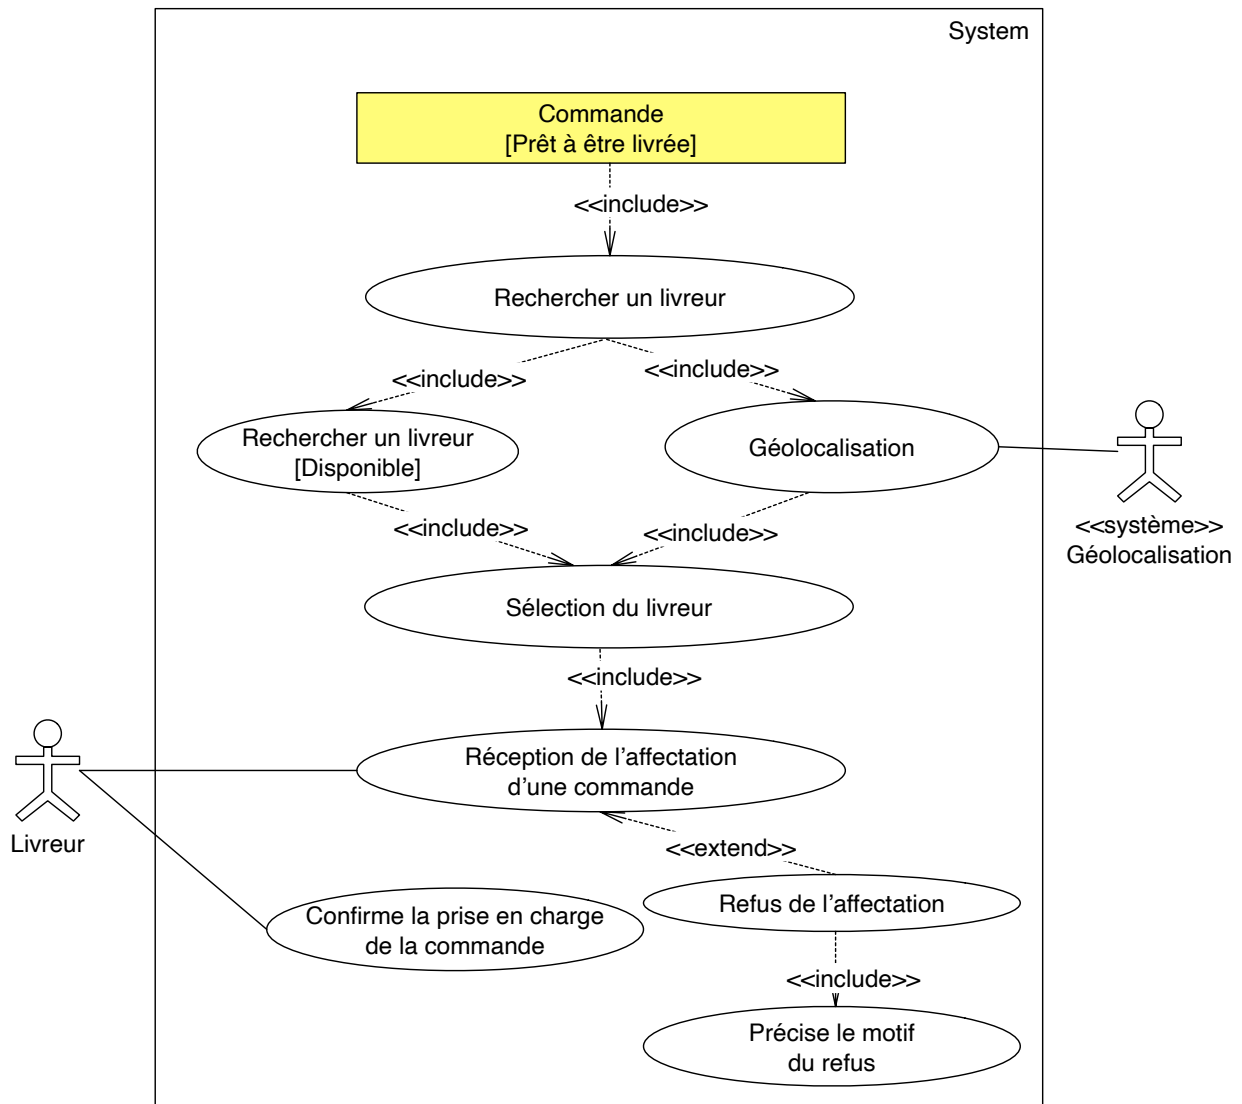 System
Commande
[Prêt à être livrée]
<<include>>
Rechercher un livreur
<<include>>
<<include>>
Rechercher un livreur
[Disponible]
Géolocalisation
<<système>>
Géolocalisation
<<include>>
<<include>>
Sélection du livreur
<<include>>
Réception de l'affectation
d'une commande
Livreur
<<extend>>
Refus de l'affectation
Confirme la prise en charge
de la commande
<<include>>
Précise le motif
du refus